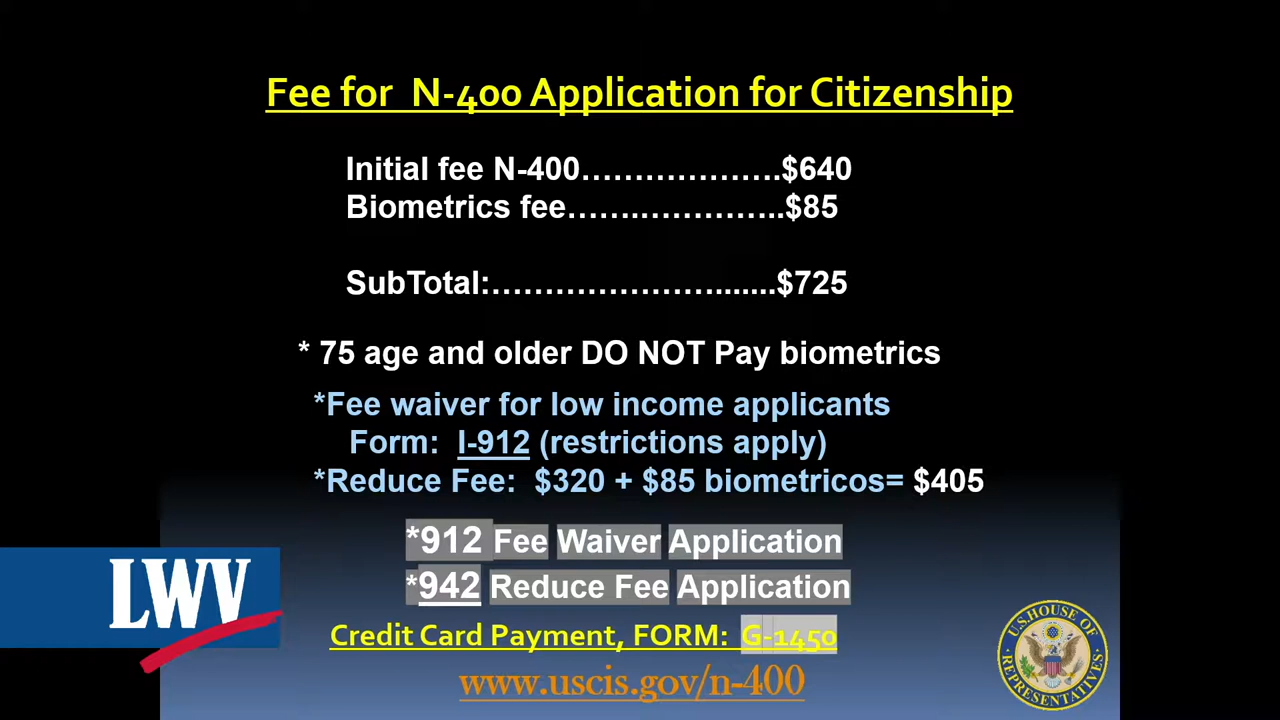 Fee for N-400 Application for Citizenship
Initial fee N-400……………….$640
Biometrics fee…….…………..$85
SubTotal:………………….......$725
* 75 age and older DO NOT Pay biometrics
*Fee waiver for low income applicants
Form: I-912 (restrictions apply)
*Reduce Fee: $320 + $85 biometricos= $405
*912 Fee Waiver Application
*942 Reduce Fee Application
Credit Card Payment, FORM: G-1450
www.uscis.gov/n-400
LWV
U.S. HOUSE OF
REPRESENTATIVES